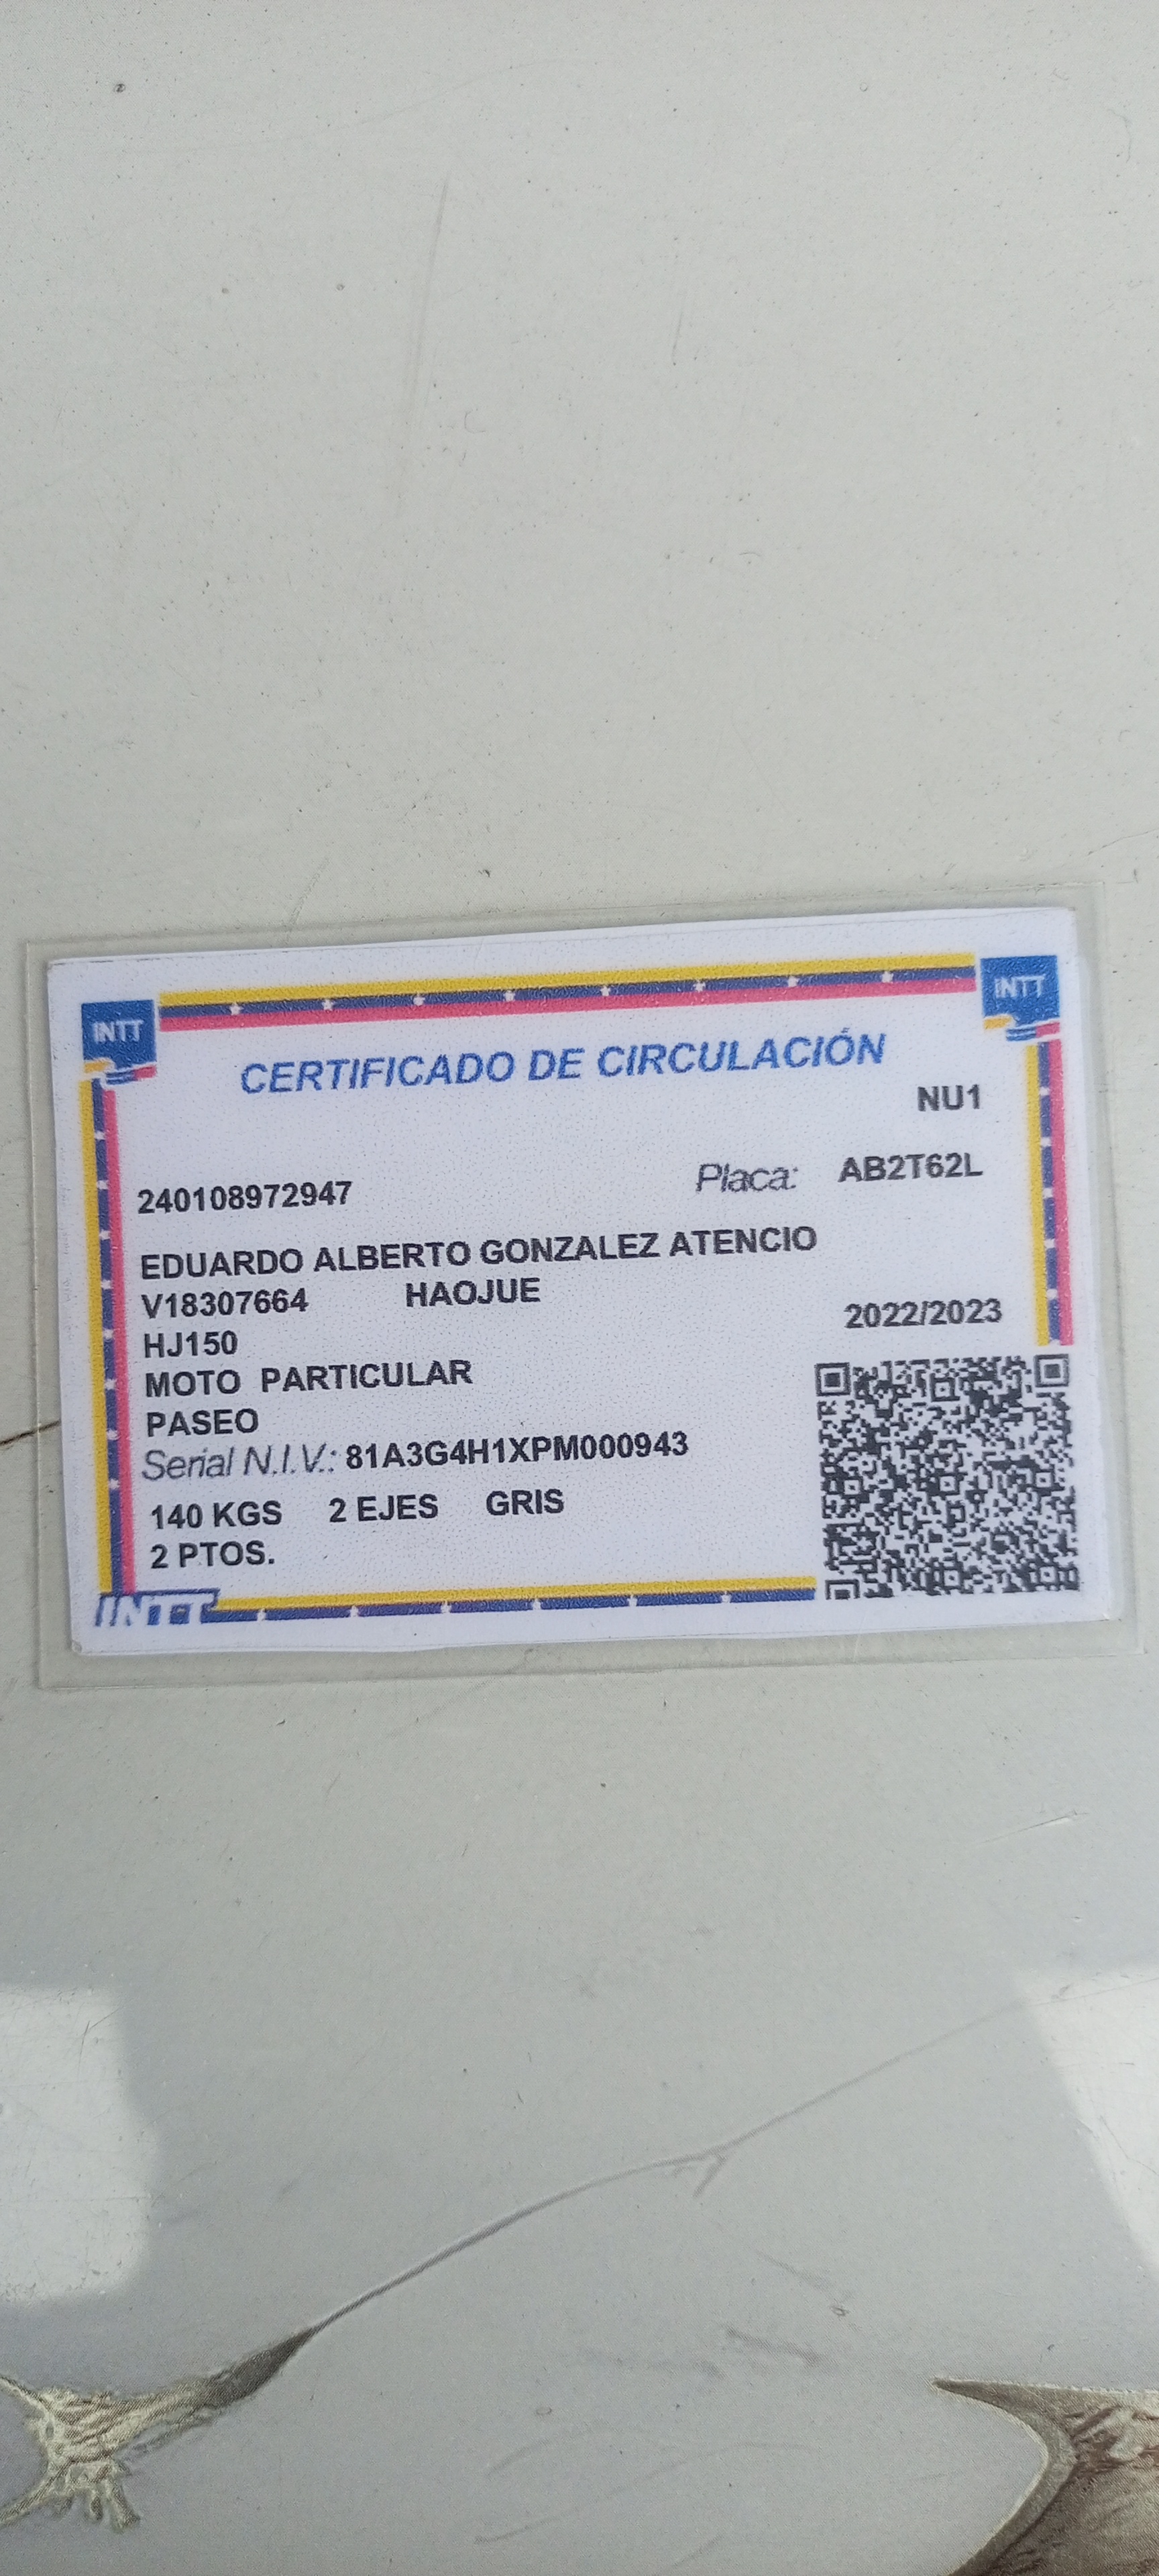 INTT
INTT
CERTIFICADO DE CIRCULACIÓN
NU1
240108972947 Placa: AB2T62L
EDUARDO ALBERTO GONZALEZ ATENCIO
V18307664 HAOJUE
2022/2023
HJ150
MOTO PARTICULAR
PASEO
Serial N.I.V.: 81A3G4H1XPM000943
140 KGS 2 EJES GRIS
2 PTOS.
INTT